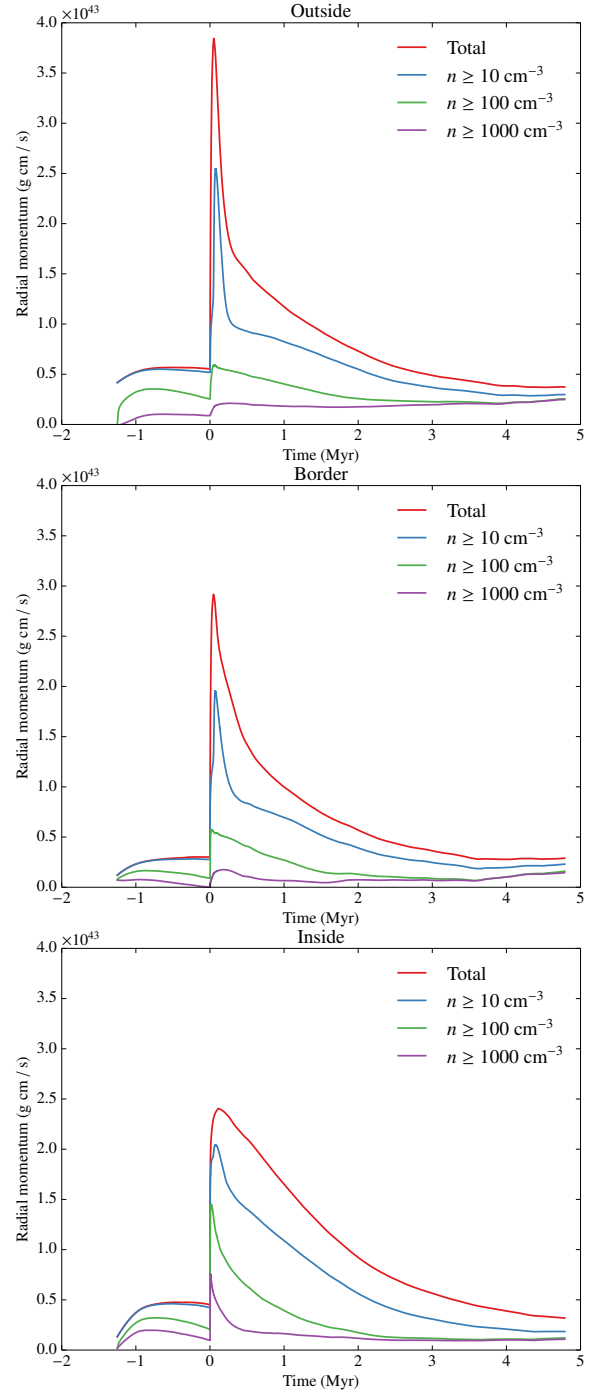 Outside
×10⁴³
4.0
3.5
3.0
2.5
2.0
1.5
1.0
0.5
0.0
Radial momentum (g cm / s)
Total
n ≥ 10 cm⁻³
n ≥ 100 cm⁻³
n ≥ 1000 cm⁻³
−2 −1 0 1 2 3 4 5
Time (Myr)
Border
×10⁴³
4.0
3.5
3.0
2.5
2.0
1.5
1.0
0.5
0.0
Radial momentum (g cm / s)
Total
n ≥ 10 cm⁻³
n ≥ 100 cm⁻³
n ≥ 1000 cm⁻³
−2 −1 0 1 2 3 4 5
Time (Myr)
Inside
×10⁴³
4.0
3.5
3.0
2.5
2.0
1.5
1.0
0.5
0.0
Radial momentum (g cm / s)
Total
n ≥ 10 cm⁻³
n ≥ 100 cm⁻³
n ≥ 1000 cm⁻³
−2 −1 0 1 2 3 4 5
Time (Myr)